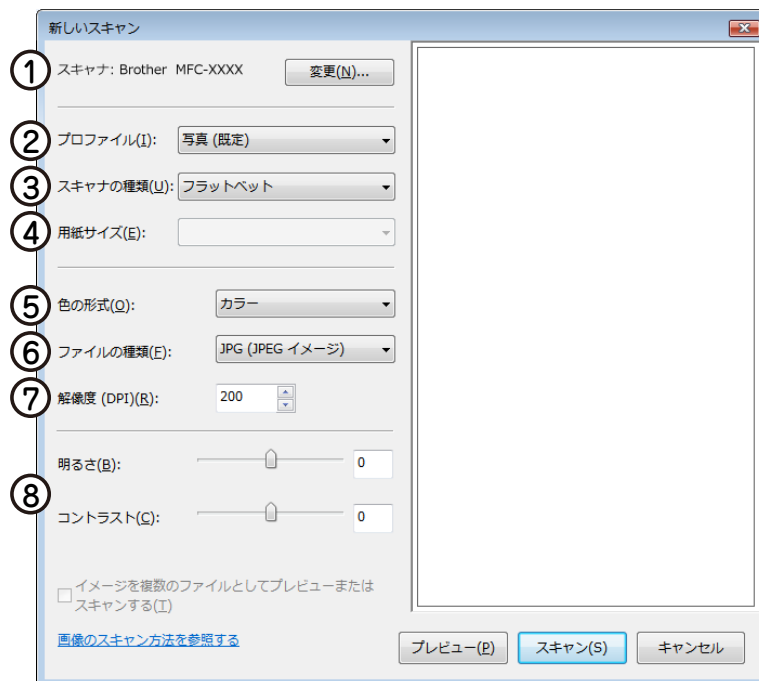 新しいスキャン
① スキャナ: Brother MFC-XXXX 変更(N)...
② プロファイル(I): 写真 (既定)
③ スキャナの種類(U): フラットベット
④ 用紙サイズ(E):
⑤ 色の形式(O): カラー
⑥ ファイルの種類(F): JPG (JPEG イメージ)
⑦ 解像度 (DPI)(R): 200
明るさ(B): 0
⑧
コントラスト(C): 0
イメージを複数のファイルとしてプレビューまたは
スキャンする(T)
画像のスキャン方法を参照する
プレビュー(P) スキャン(S) キャンセル